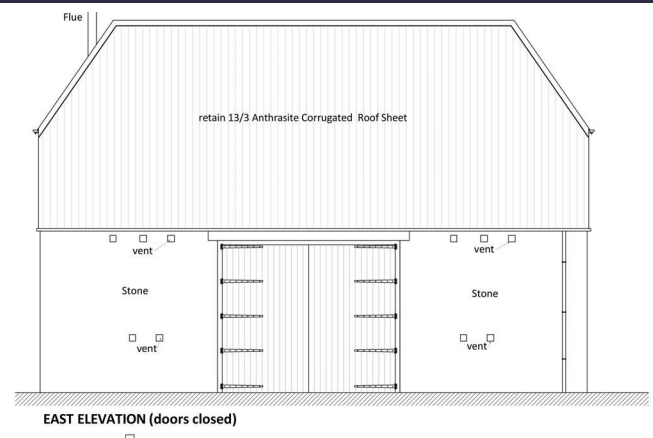 Flue
retain 13/3 Anthrasite Corrugated Roof Sheet
vent
vent
Stone
Stone
vent
vent
EAST ELEVATION (doors closed)